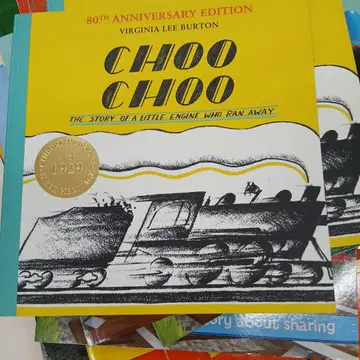 80TH ANNIVERSARY EDITION
VIRGINIA LEE BURTON
CHOO
CHOO
THE STORY OF A LITTLE ENGINE WHO RAN AWAY
1929
ory about sharing